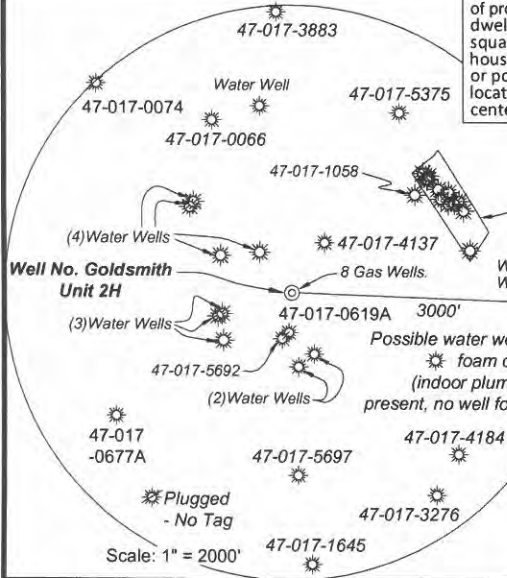 of pro
dwel
squa
hous
or po
locat
cente
47-017-3883
Water Well
47-017-0074
47-017-5375
47-017-0066
47-017-1058
(4)Water Wells
47-017-4137
Well No. Goldsmith
Unit 2H
8 Gas Wells.
W
W
47-017-0619A
3000'
(3)Water Wells
Possible water we
foam c
(indoor plum
present, no well fo
47-017-5692
(2)Water Wells
47-017
-0677A
47-017-4184
47-017-5697
Plugged
- No Tag
47-017-3276
47-017-1645
Scale: 1" = 2000'